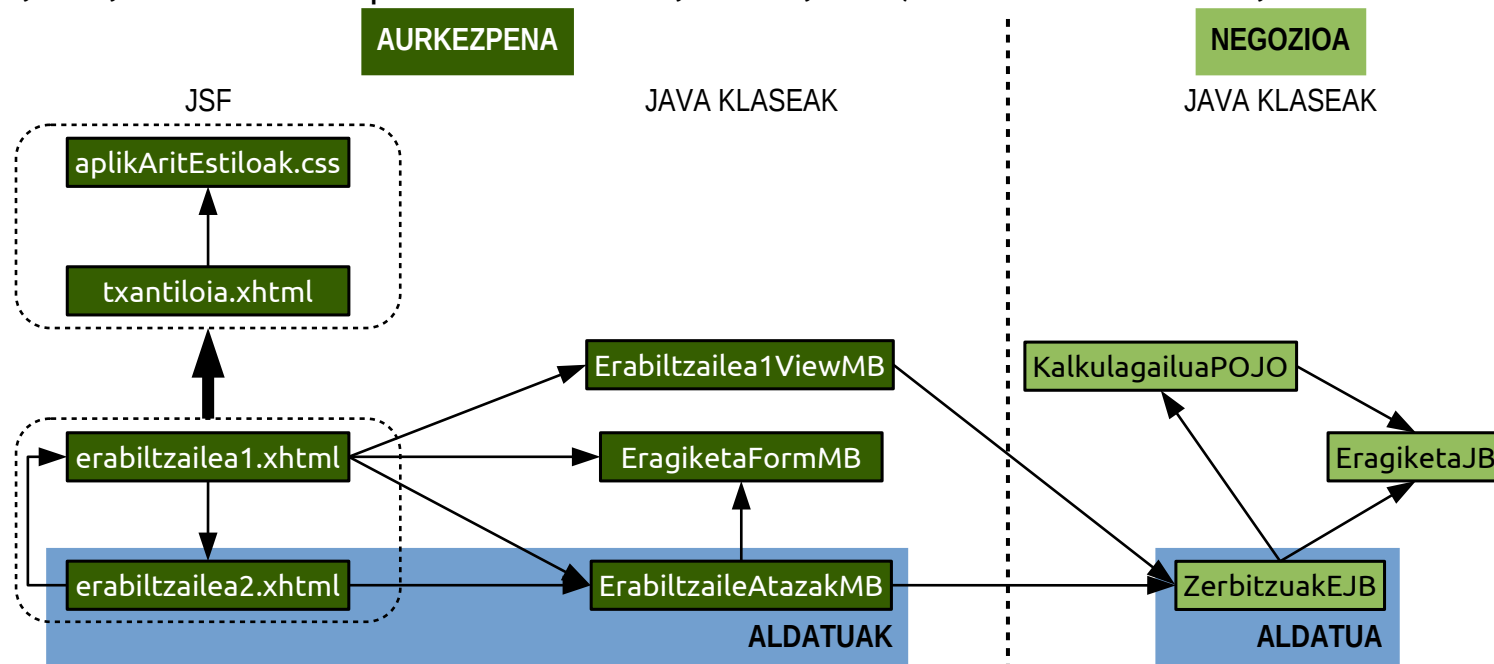 AURKEZPENA
NEGOZIOA
JSF
JAVA KLASEAK
JAVA KLASEAK
aplikAritEstiloak.css
txantiloia.xhtml
Erabiltzailea1ViewMB
KalkulagailuaPOJO
erabiltzailea1.xhtml
EragiketaFormMB
EragiketaJB
erabiltzailea2.xhtml
ErabiltzaileAtazakMB
ZerbitzuakEJB
ALDATUAK
ALDATUA